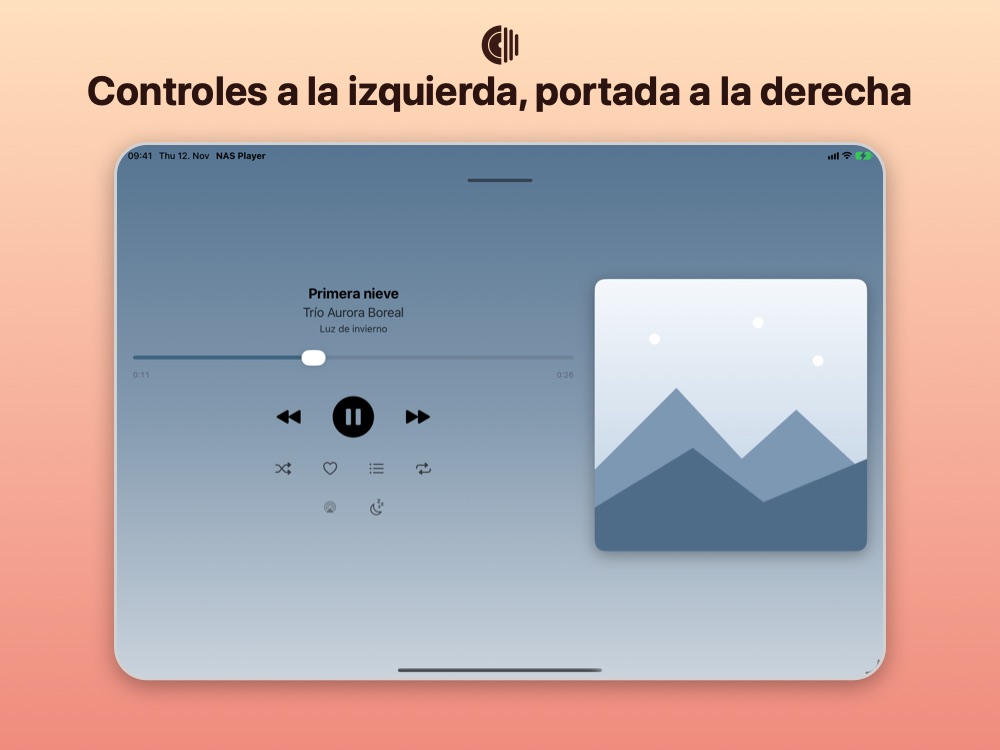 Controles a la izquierda, portada a la derecha
09:41 Thu 12. Nov NAS Player
Primera nieve
Trío Aurora Boreal
Luz de invierno
0:11 0:26